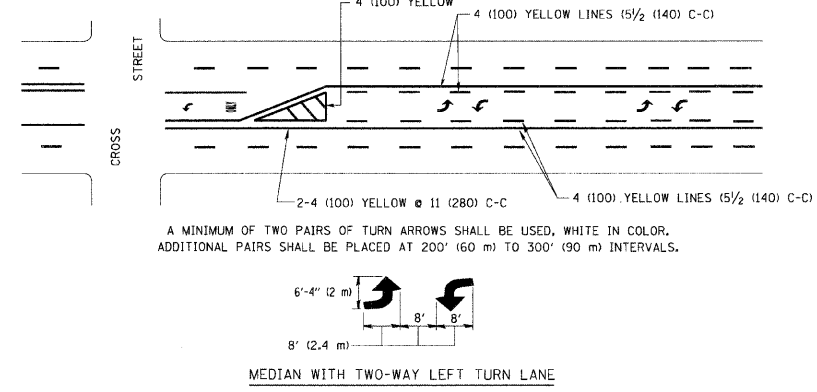 4 (100) YELLOW
4 (100) YELLOW LINES (5½ (140) C-C)
STREET
ONLY
CROSS
2-4 (100) YELLOW @ 11 (280) C-C
4 (100) YELLOW LINES (5½ (140) C-C)
A MINIMUM OF TWO PAIRS OF TURN ARROWS SHALL BE USED, WHITE IN COLOR.
ADDITIONAL PAIRS SHALL BE PLACED AT 200' (60 m) TO 300' (90 m) INTERVALS.
6'-4" (2 m)
8' 8'
8' (2.4 m)
MEDIAN WITH TWO-WAY LEFT TURN LANE